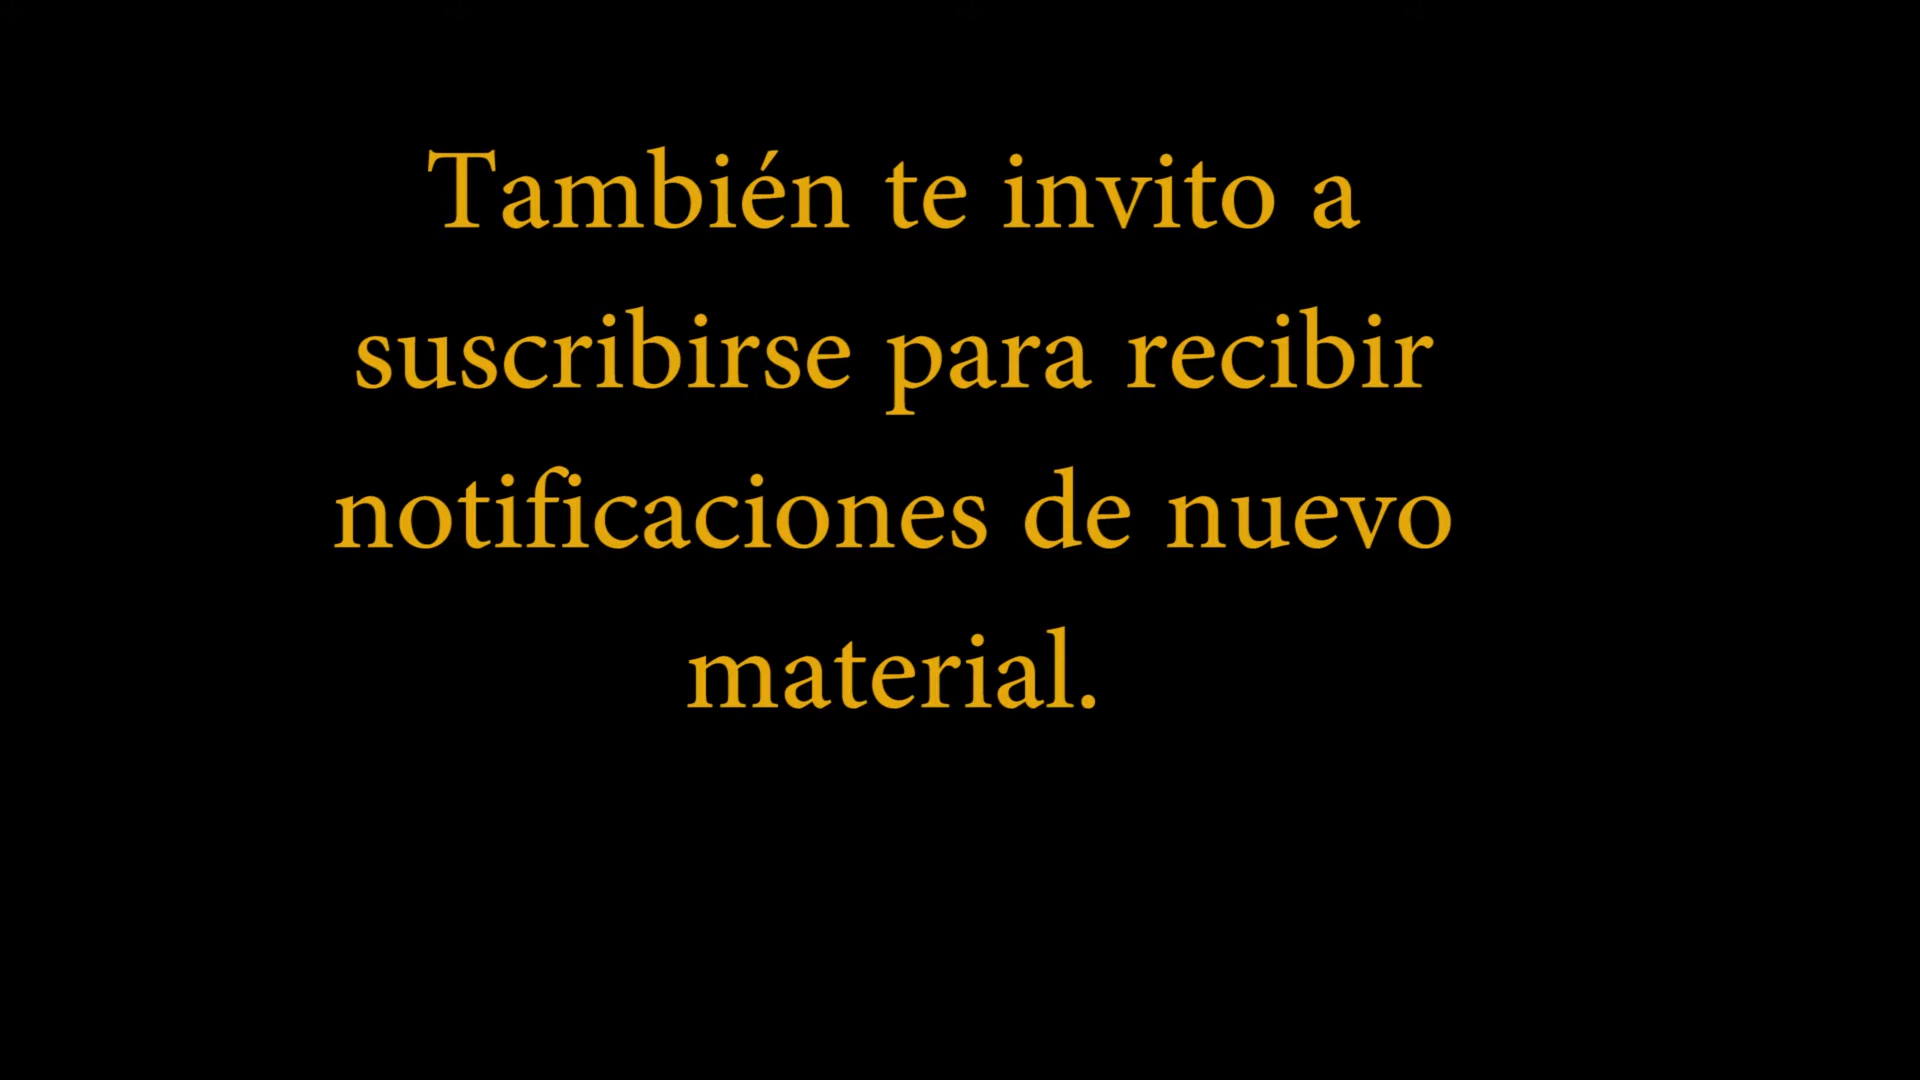 También te invito a
suscribirse para recibir
notificaciones de nuevo
material.